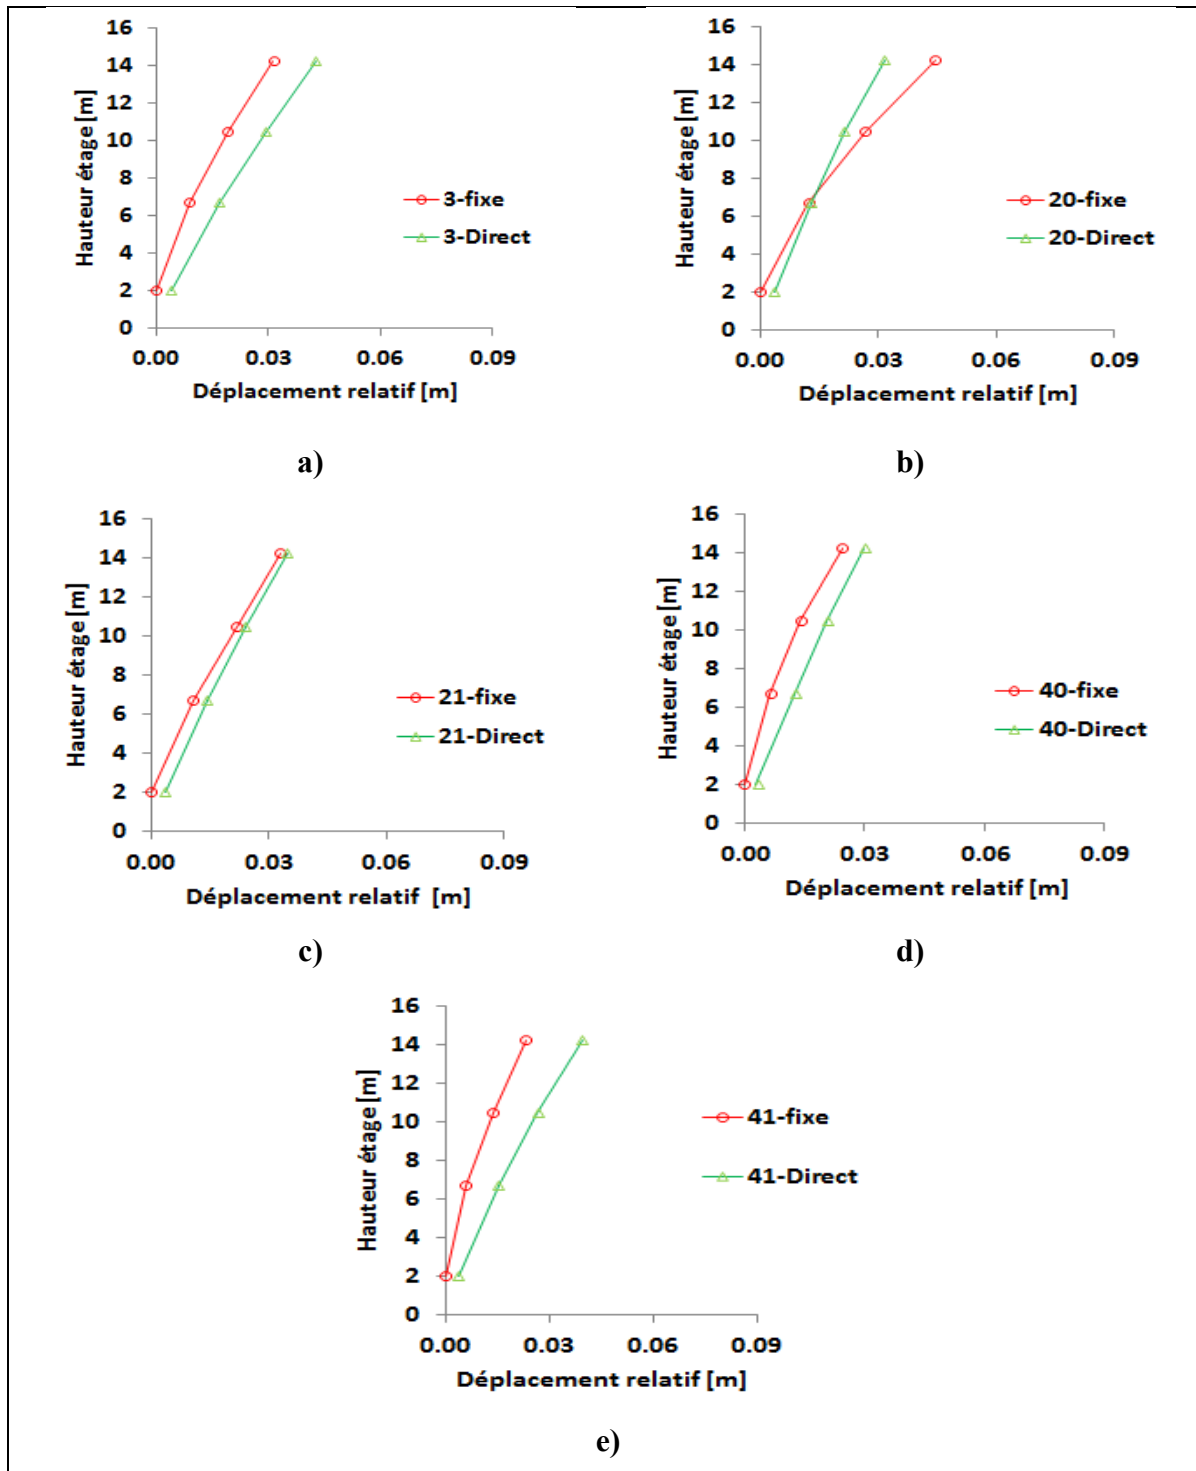 16
14
12
10
8
6
4
2
0
Hauteur étage [m]
3-fixe
3-Direct
0.00 0.03 0.06 0.09
Déplacement relatif [m]
a)
16
14
12
10
8
6
4
2
0
Hauteur étage [m]
20-fixe
20-Direct
0.00 0.03 0.06 0.09
Déplacement relatif [m]
b)
16
14
12
10
8
6
4
2
0
Hauteur étage [m]
21-fixe
21-Direct
0.00 0.03 0.06 0.09
Déplacement relatif [m]
c)
16
14
12
10
8
6
4
2
0
Hauteur étage [m]
40-fixe
40-Direct
0.00 0.03 0.06 0.09
Déplacement relatif [m]
d)
16
14
12
10
8
6
4
2
0
Hauteur étage [m]
41-fixe
41-Direct
0.00 0.03 0.06 0.09
Déplacement relatif [m]
e)